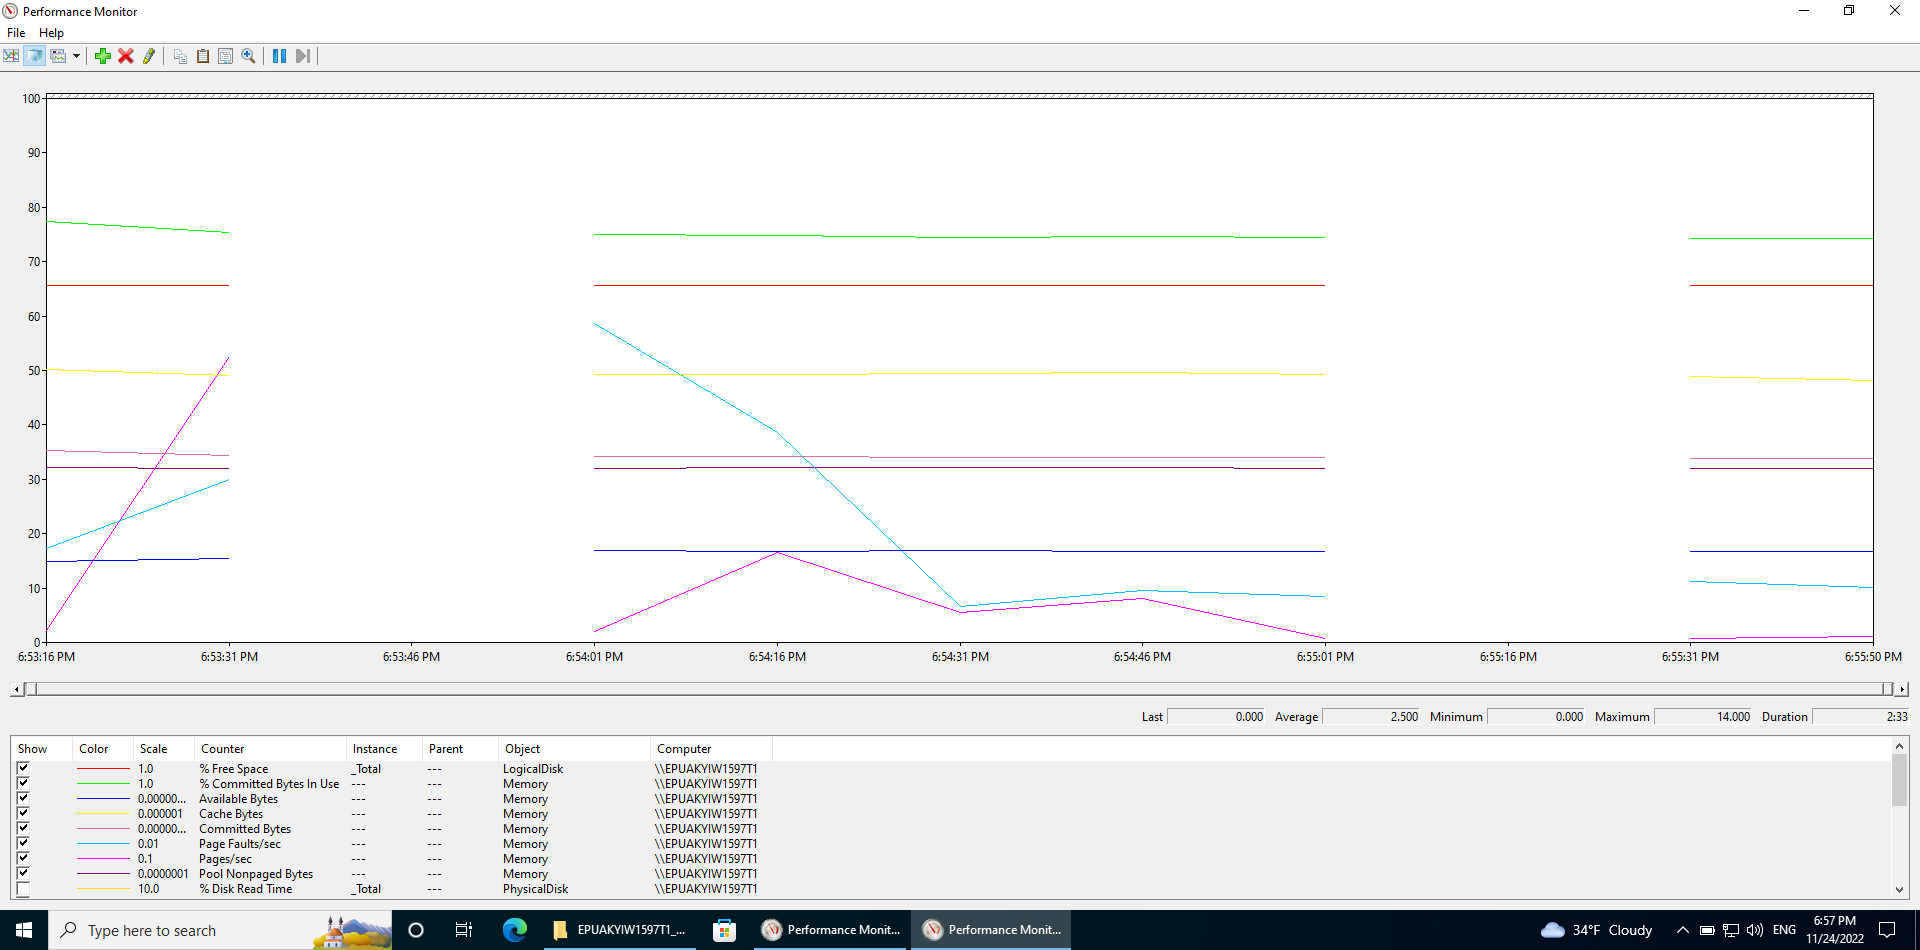 Performance Monitor
File Help
100
90
80
70
60
50
40
30
20
10
0
6:53:16 PM 6:53:31 PM 6:53:46 PM 6:54:01 PM 6:54:16 PM 6:54:31 PM 6:54:46 PM 6:55:01 PM 6:55:16 PM 6:55:31 PM 6:55:50 PM
Last 0.000 Average 2.500 Minimum 0.000 Maximum 14.000 Duration 2:33
Show Color Scale Counter Instance Parent Object Computer
1.0 % Free Space _Total --- LogicalDisk \\EPUAKYIW1597T1
1.0 % Committed Bytes In Use --- --- Memory \\EPUAKYIW1597T1
0.00000... Available Bytes --- --- Memory \\EPUAKYIW1597T1
0.000001 Cache Bytes --- --- Memory \\EPUAKYIW1597T1
0.00000... Committed Bytes --- --- Memory \\EPUAKYIW1597T1
0.01 Page Faults/sec --- --- Memory \\EPUAKYIW1597T1
0.1 Pages/sec --- --- Memory \\EPUAKYIW1597T1
0.0000001 Pool Nonpaged Bytes --- --- Memory \\EPUAKYIW1597T1
10.0 % Disk Read Time _Total --- PhysicalDisk \\EPUAKYIW1597T1
Type here to search EPUAKYIW1597T1_... Performance Monit... Performance Monit... 34°F Cloudy ENG 6:57 PM
11/24/2022